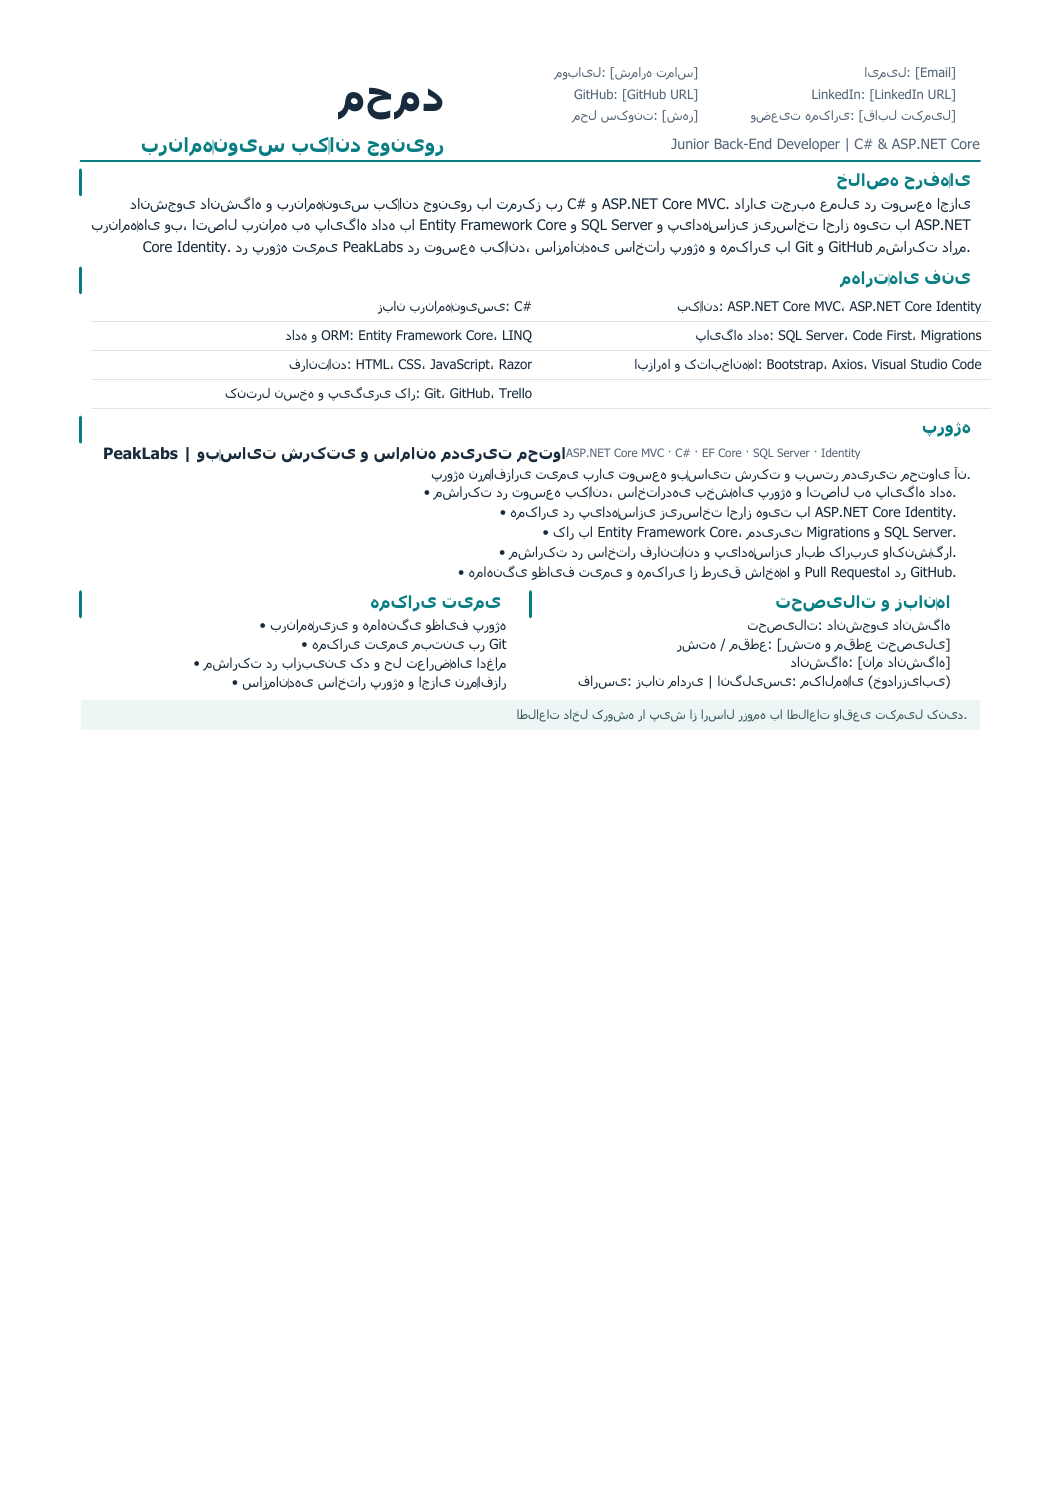 موبایل: [شماره تماس] ایمیل: [Email]
GitHub: [GitHub URL] LinkedIn: [LinkedIn URL]
محمد
محل سکونت: [شهر] وضعیت همکاری: [قابل تکمیل]
برنامه‌نویس بک‌اند جونیور Junior Back-End Developer | C# & ASP.NET Core
خلاصه حرفه‌ای
دانشجوی دانشگاه و برنامه‌نویس بک‌اند جونیور با تمرکز بر C# و ASP.NET Core MVC. دارای تجربه عملی در توسعه اجزای
برنامه‌های وب، اتصال برنامه به پایگاه داده با Entity Framework Core و SQL Server و پیاده‌سازی زیرساخت احراز هویت با ASP.NET
Core Identity. در پروژه تیمی PeakLabs در توسعه بک‌اند، سازمان‌دهی ساختار پروژه و همکاری با Git و GitHub مشارکت دارم.
مهارت‌های فنی
زبان برنامه‌نویسی: C# بک‌اند: ASP.NET Core MVC، ASP.NET Core Identity
داده و ORM: Entity Framework Core، LINQ پایگاه داده: SQL Server، Code First، Migrations
فرانت‌اند: HTML، CSS، JavaScript، Razor ابزارها و کتابخانه‌ها: Bootstrap، Axios، Visual Studio Code
کنترل نسخه و پیگیری کار: Git، GitHub، Trello
پروژه
PeakLabs | وب‌سایت شرکتی و سامانه مدیریت محتوا ASP.NET Core MVC · C# · EF Core · SQL Server · Identity
پروژه نرم‌افزاری تیمی برای توسعه وب‌سایت شرکت و بستر مدیریت محتوای آن.
• مشارکت در توسعه بک‌اند، ساختاردهی بخش‌های پروژه و اتصال به پایگاه داده.
• همکاری در پیاده‌سازی زیرساخت احراز هویت با ASP.NET Core Identity.
• کار با Entity Framework Core، مدیریت Migrations و SQL Server.
• مشارکت در ساختار فرانت‌اند و پیاده‌سازی رابط کاربری واکنش‌گرا.
• هماهنگی وظایف تیمی و همکاری از طریق شاخه‌ها و Pull Requestها در GitHub.
همکاری تیمی
• برنامه‌ریزی و هماهنگی وظایف پروژه
• همکاری تیمی مبتنی بر Git
• مشارکت در بازبینی کد و حل تعارض‌های ادغام
• سازمان‌دهی ساختار پروژه و اجزای نرم‌افزار
تحصیلات و زبان‌ها
تحصیلات: دانشجوی دانشگاه
رشته / مقطع: [رشته و مقطع تحصیلی]
دانشگاه: [نام دانشگاه]
فارسی: زبان مادری | انگلیسی: مکالمه‌ای (خودارزیابی)
اطلاعات داخل کروشه را پیش از ارسال رزومه با اطلاعات واقعی تکمیل کنید.